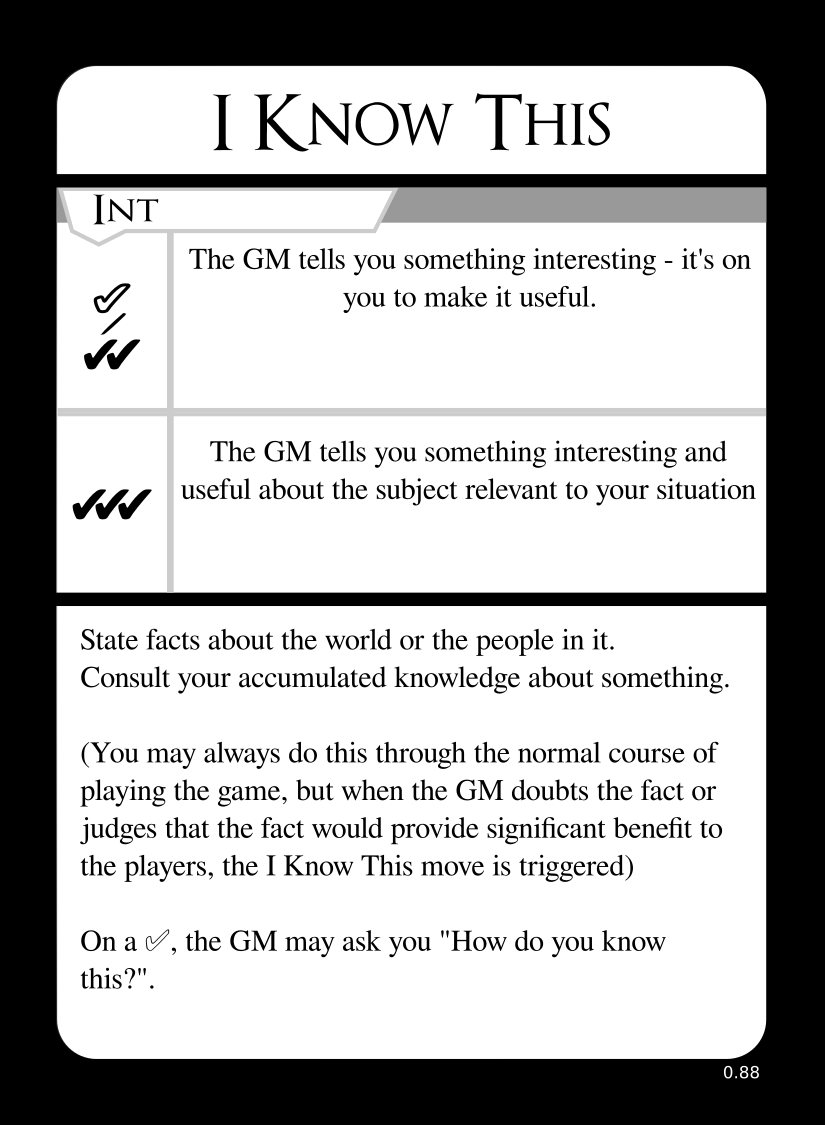 I Know This
Int
✓
/
✔✔
The GM tells you something interesting - it's on
you to make it useful.
✔✔✔
The GM tells you something interesting and
useful about the subject relevant to your situation
State facts about the world or the people in it.
Consult your accumulated knowledge about something.
(You may always do this through the normal course of
playing the game, but when the GM doubts the fact or
judges that the fact would provide significant benefit to
the players, the I Know This move is triggered)
On a ✓, the GM may ask you "How do you know
this?".
0.88